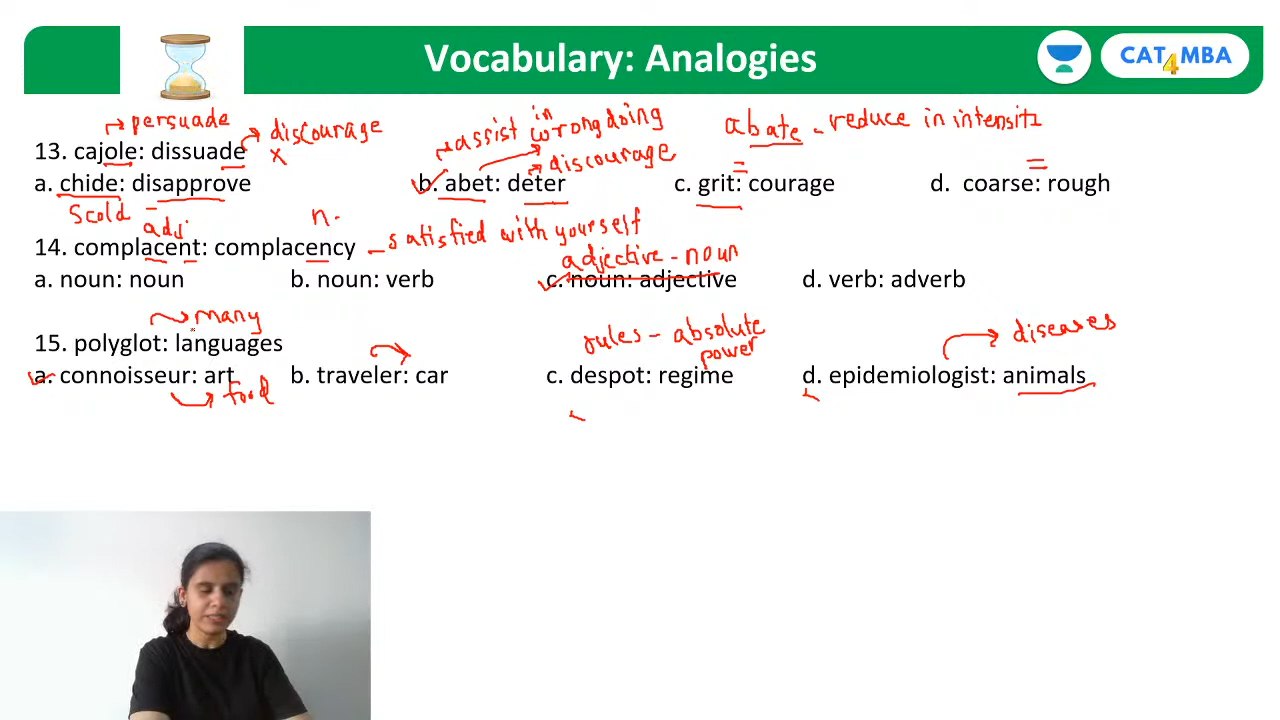 Vocabulary: Analogies
CAT4MBA
persuade
discourage
x
assist in wrongdoing
abate - reduce in intensity
13. cajole: dissuade
discourage
a. chide: disapprove b. abet: deter c. grit: courage d. coarse: rough
Scold
adj
n.
14. complacent: complacency - satisfied with yourself
adjective - noun
a. noun: noun b. noun: verb c. noun: adjective d. verb: adverb
many
15. polyglot: languages
rules - absolute power
diseases
a. connoisseur: art b. traveler: car c. despot: regime d. epidemiologist: animals
food